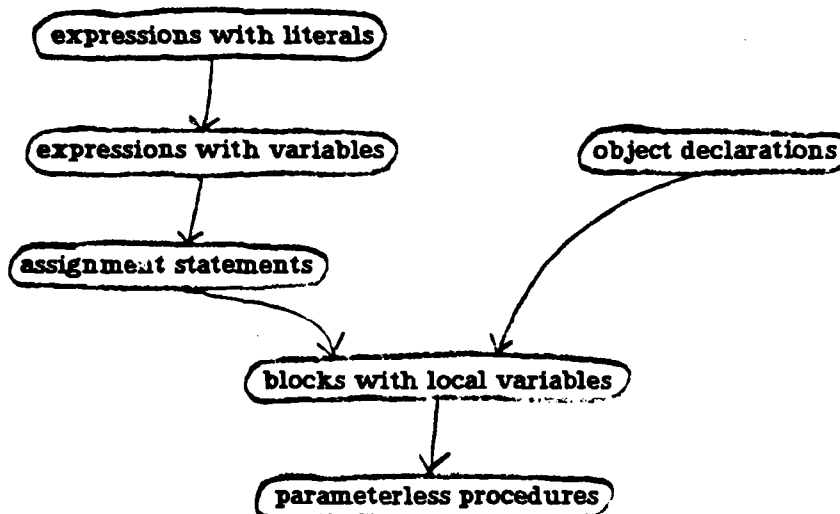 expressions with literals
expressions with variables
object declarations
assignment statements
blocks with local variables
parameterless procedures